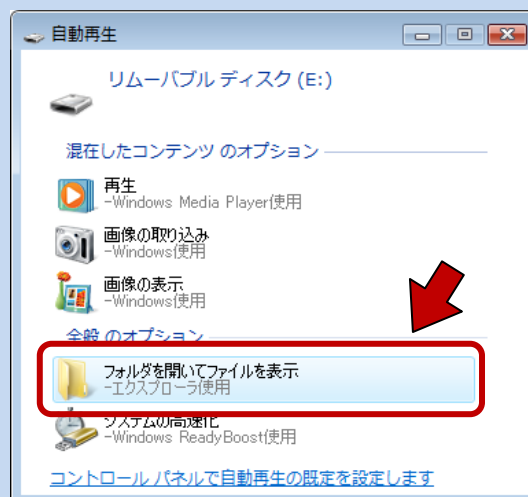 自動再生
リムーバブル ディスク (E:)
混在したコンテンツ のオプション
再生
-Windows Media Player使用
画像の取り込み
-Windows使用
画像の表示
-Windows使用
全般 のオプション
フォルダを開いてファイルを表示
-エクスプローラ使用
システムの高速化
-Windows ReadyBoost使用
コントロール パネルで自動再生の既定を設定します